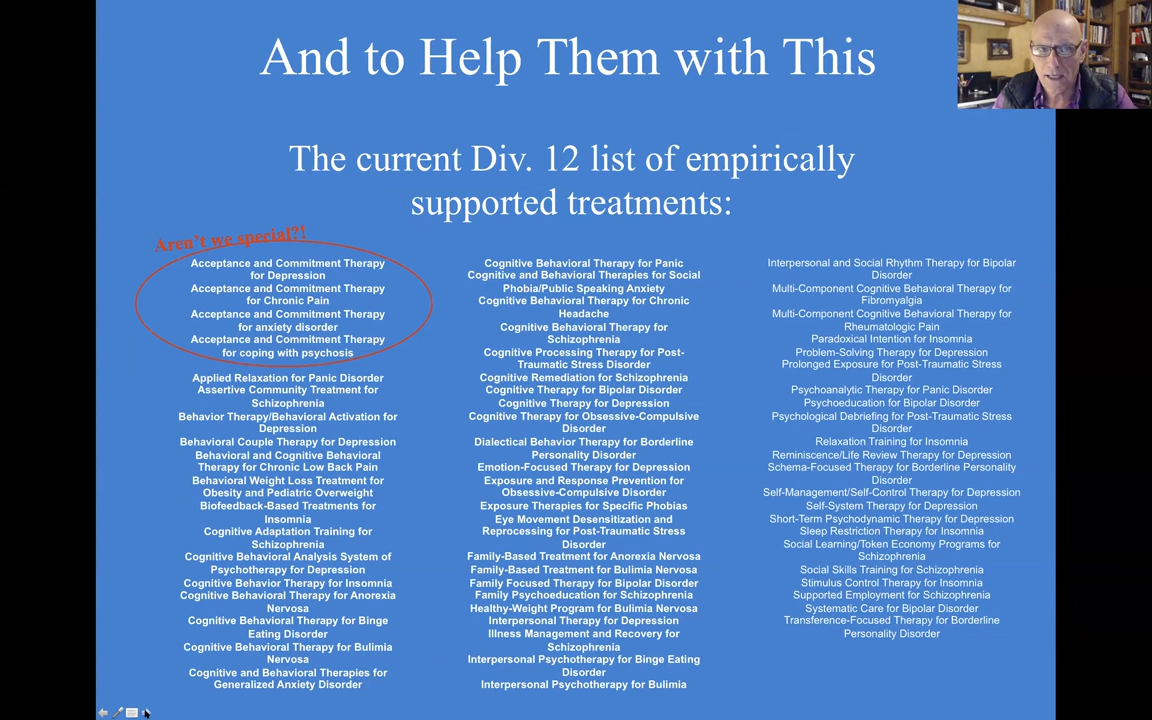 And to Help Them with This
The current Div. 12 list of empirically
supported treatments:
Aren't we special?!
Acceptance and Commitment Therapy
for Depression
Acceptance and Commitment Therapy
for Chronic Pain
Acceptance and Commitment Therapy
for anxiety disorder
Acceptance and Commitment Therapy
for coping with psychosis
Applied Relaxation for Panic Disorder
Assertive Community Treatment for
Schizophrenia
Behavior Therapy/Behavioral Activation for
Depression
Behavioral Couple Therapy for Depression
Behavioral and Cognitive Behavioral
Therapy for Chronic Low Back Pain
Behavioral Weight Loss Treatment for
Obesity and Pediatric Overweight
Biofeedback-Based Treatments for
Insomnia
Cognitive Adaptation Training for
Schizophrenia
Cognitive Behavioral Analysis System of
Psychotherapy for Depression
Cognitive Behavior Therapy for Insomnia
Cognitive Behavioral Therapy for Anorexia
Nervosa
Cognitive Behavioral Therapy for Binge
Eating Disorder
Cognitive Behavioral Therapy for Bulimia
Nervosa
Cognitive and Behavioral Therapies for
Generalized Anxiety Disorder
Cognitive Behavioral Therapy for Panic
Cognitive and Behavioral Therapies for Social
Phobia/Public Speaking Anxiety
Cognitive Behavioral Therapy for Chronic
Headache
Cognitive Behavioral Therapy for
Schizophrenia
Cognitive Processing Therapy for Post-
Traumatic Stress Disorder
Cognitive Remediation for Schizophrenia
Cognitive Therapy for Bipolar Disorder
Cognitive Therapy for Depression
Cognitive Therapy for Obsessive-Compulsive
Disorder
Dialectical Behavior Therapy for Borderline
Personality Disorder
Emotion-Focused Therapy for Depression
Exposure and Response Prevention for
Obsessive-Compulsive Disorder
Exposure Therapies for Specific Phobias
Eye Movement Desensitization and
Reprocessing for Post-Traumatic Stress
Disorder
Family-Based Treatment for Anorexia Nervosa
Family-Based Treatment for Bulimia Nervosa
Family Focused Therapy for Bipolar Disorder
Family Psychoeducation for Schizophrenia
Healthy-Weight Program for Bulimia Nervosa
Interpersonal Therapy for Depression
Illness Management and Recovery for
Schizophrenia
Interpersonal Psychotherapy for Binge Eating
Disorder
Interpersonal Psychotherapy for Bulimia
Interpersonal and Social Rhythm Therapy for Bipolar
Disorder
Multi-Component Cognitive Behavioral Therapy for
Fibromyalgia
Multi-Component Cognitive Behavioral Therapy for
Rheumatologic Pain
Paradoxical Intention for Insomnia
Problem-Solving Therapy for Depression
Prolonged Exposure for Post-Traumatic Stress
Disorder
Psychoanalytic Therapy for Panic Disorder
Psychoeducation for Bipolar Disorder
Psychological Debriefing for Post-Traumatic Stress
Disorder
Relaxation Training for Insomnia
Reminiscence/Life Review Therapy for Depression
Schema-Focused Therapy for Borderline Personality
Disorder
Self-Management/Self-Control Therapy for Depression
Self-System Therapy for Depression
Short-Term Psychodynamic Therapy for Depression
Sleep Restriction Therapy for Insomnia
Social Learning/Token Economy Programs for
Schizophrenia
Social Skills Training for Schizophrenia
Stimulus Control Therapy for Insomnia
Supported Employment for Schizophrenia
Systematic Care for Bipolar Disorder
Transference-Focused Therapy for Borderline
Personality Disorder